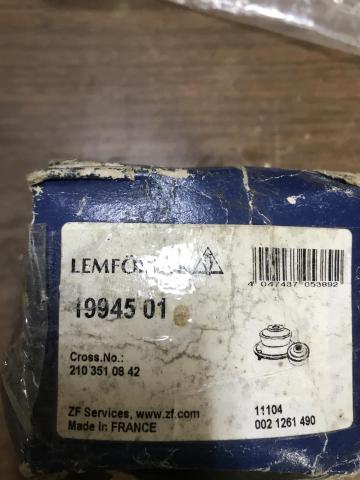 LEMFÖRDER
4 047437 053892
19945 01
Cross.No.:
210 351 08 42
ZF Services, www.zf.com
Made in FRANCE
11104
002 1261 490